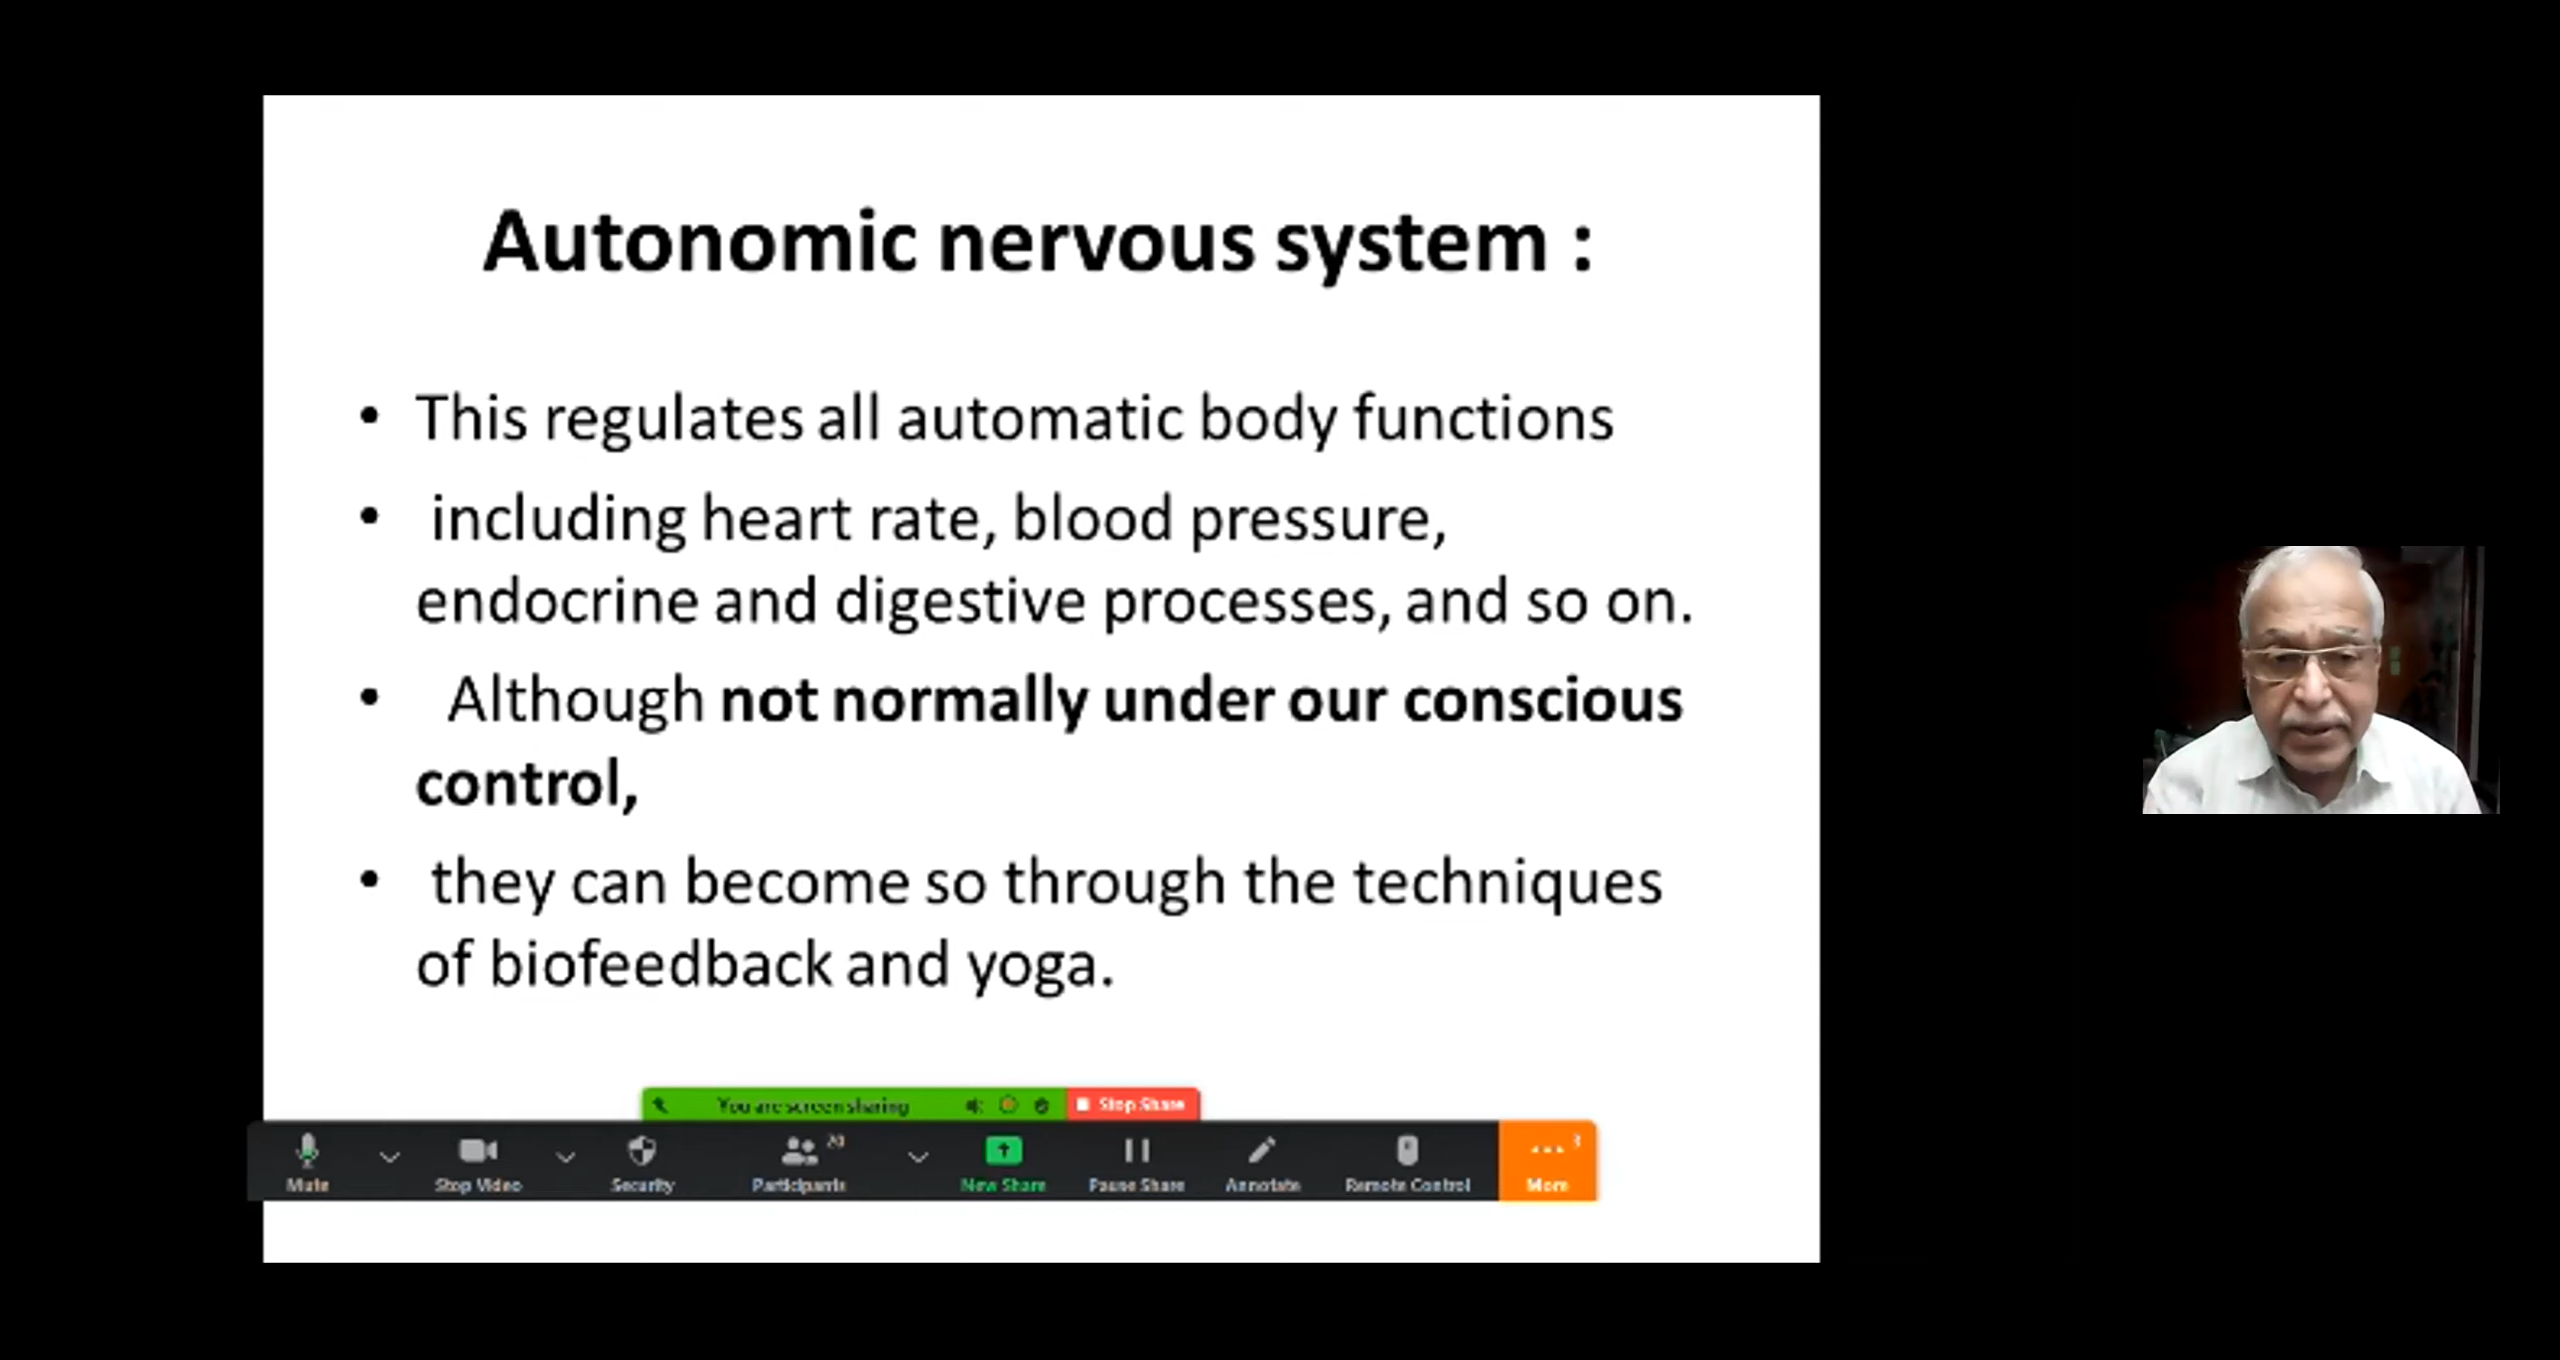 Autonomic nervous system :
• This regulates all automatic body functions
• including heart rate, blood pressure,
endocrine and digestive processes, and so on.
• Although not normally under our conscious
control,
• they can become so through the techniques
of biofeedback and yoga.
You are screen sharing Stop Share
20 3
Mute Stop Video Security Participants New Share Pause Share Annotate Remote Control More